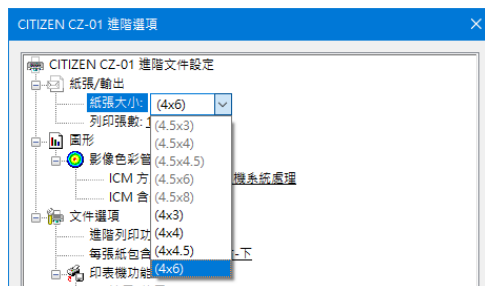 CITIZEN CZ-01 進階選項
CITIZEN CZ-01 進階文件設定
紙張/輸出
紙張大小: (4x6)
列印張數: 1
(4.5x3)
(4.5x4)
(4.5x4.5)
(4.5x6)
(4.5x8)
(4x3)
(4x4)
(4x4.5)
(4x6)
圖形
影像色彩管
ICM 方 機系統處理
ICM 含
文件選項
進階列印功
每張紙包含 -下
印表機功能